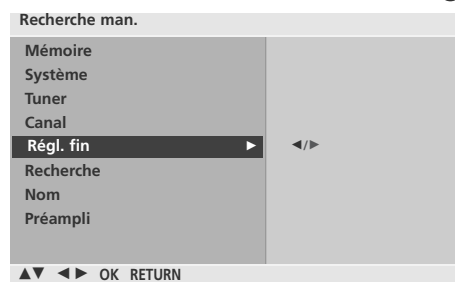 Recherche man.
Mémoire
Système
Tuner
Canal
Régl. fin ► ◄/►
Recherche
Nom
Préampli
▲▼ ◄► OK RETURN